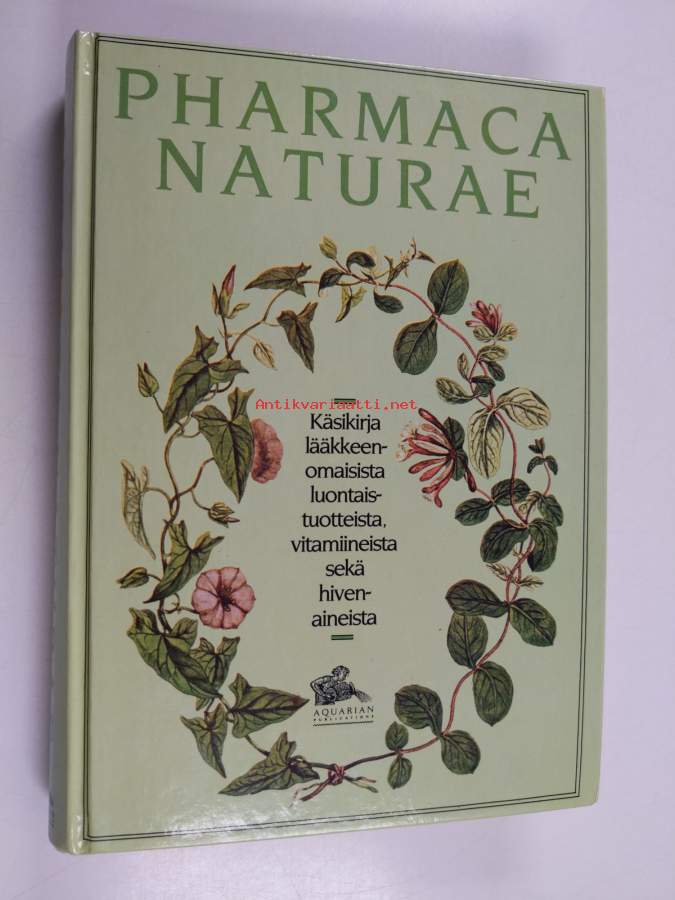 PHARMACA
NATURAE
Antikvariaatti.net
Käsikirja
lääkkeen-
omaisista
luontais-
tuotteista,
vitamiineista
sekä
hiven-
aineista
AQUARIAN
PUBLICATIONS